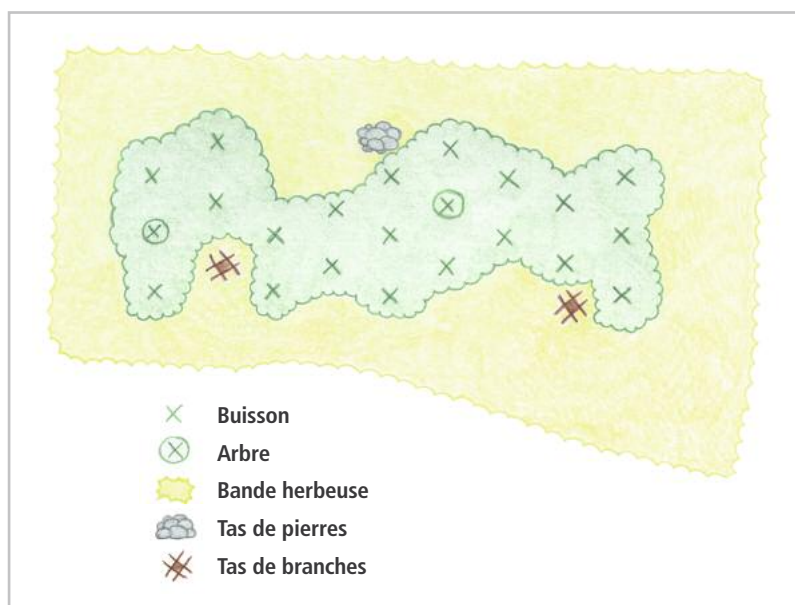 Buisson
Arbre
Bande herbeuse
Tas de pierres
Tas de branches